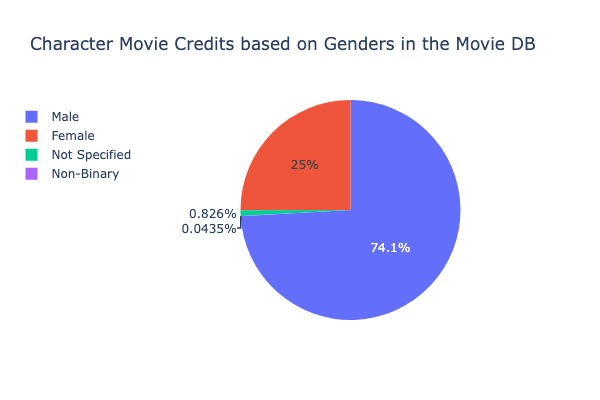 Character Movie Credits based on Genders in the Movie DB
Male
Female
Not Specified
Non-Binary
25%
0.826%
0.0435%
74.1%